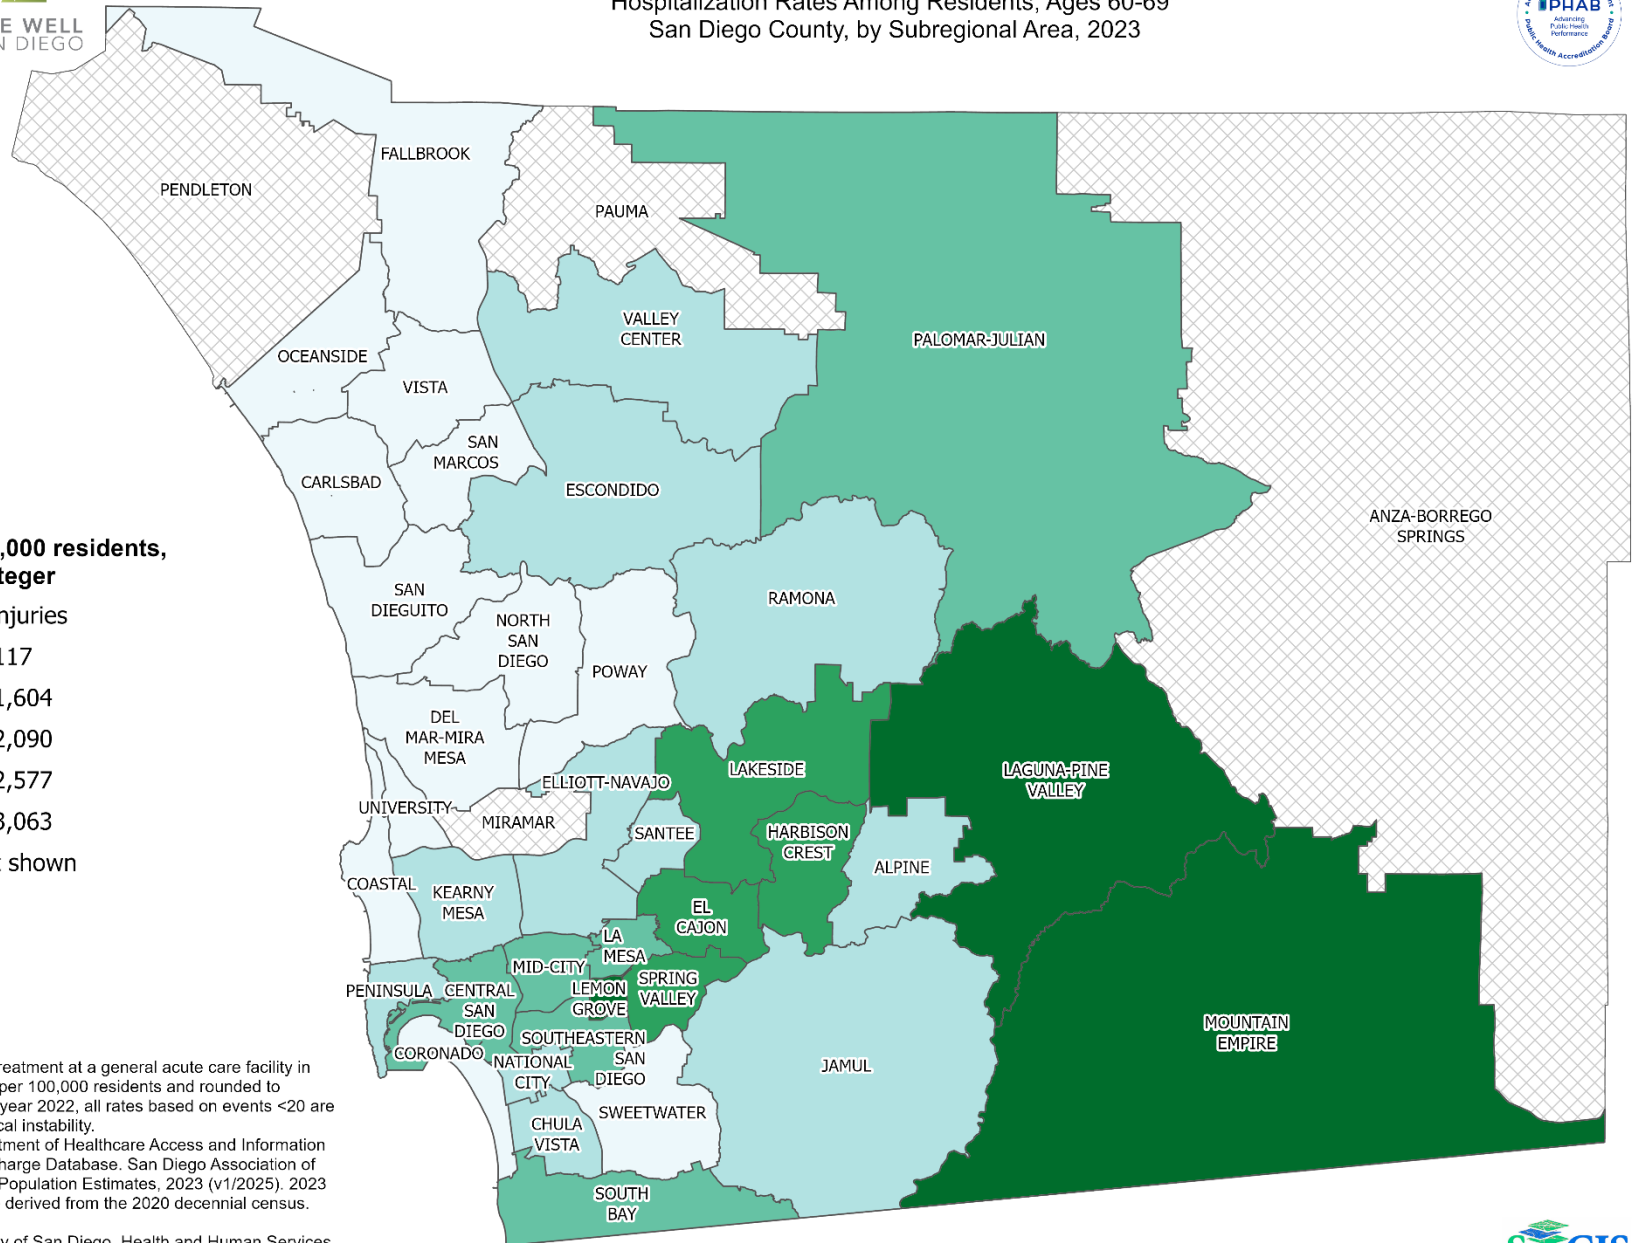 E WELL
N DIEGO
Hospitalization Rates Among Residents, Ages 60-69
San Diego County, by Subregional Area, 2023
PHAB
Advancing
Public Health
Performance
Public Health Accreditation Board
FALLBROOK
PENDLETON
PAUMA
VALLEY
CENTER
PALOMAR-JULIAN
OCEANSIDE
VISTA
SAN
MARCOS
CARLSBAD
ESCONDIDO
ANZA-BORREGO
SPRINGS
,000 residents,
teger
njuries
117
1,604
2,090
2,577
3,063
t shown
SAN
DIEGUITO
RAMONA
NORTH
SAN
DIEGO
POWAY
DEL
MAR-MIRA
MESA
LAKESIDE
LAGUNA-PINE
VALLEY
ELLIOTT-NAVAJO
UNIVERSITY
MIRAMAR
SANTEE
HARBISON
CREST
ALPINE
COASTAL
KEARNY
MESA
EL
CAJON
LA
MESA
MID-CITY
SPRING
VALLEY
LEMON
GROVE
PENINSULA
CENTRAL
SAN
DIEGO
SOUTHEASTERN
SAN
DIEGO
CORONADO
NATIONAL
CITY
MOUNTAIN
EMPIRE
JAMUL
SWEETWATER
CHULA
VISTA
SOUTH
BAY
reatment at a general acute care facility in
per 100,000 residents and rounded to
year 2022, all rates based on events <20 are
cal instability.
tment of Healthcare Access and Information
harge Database. San Diego Association of
Population Estimates, 2023 (v1/2025). 2023
derived from the 2020 decennial census.
y of San Diego, Health and Human Services